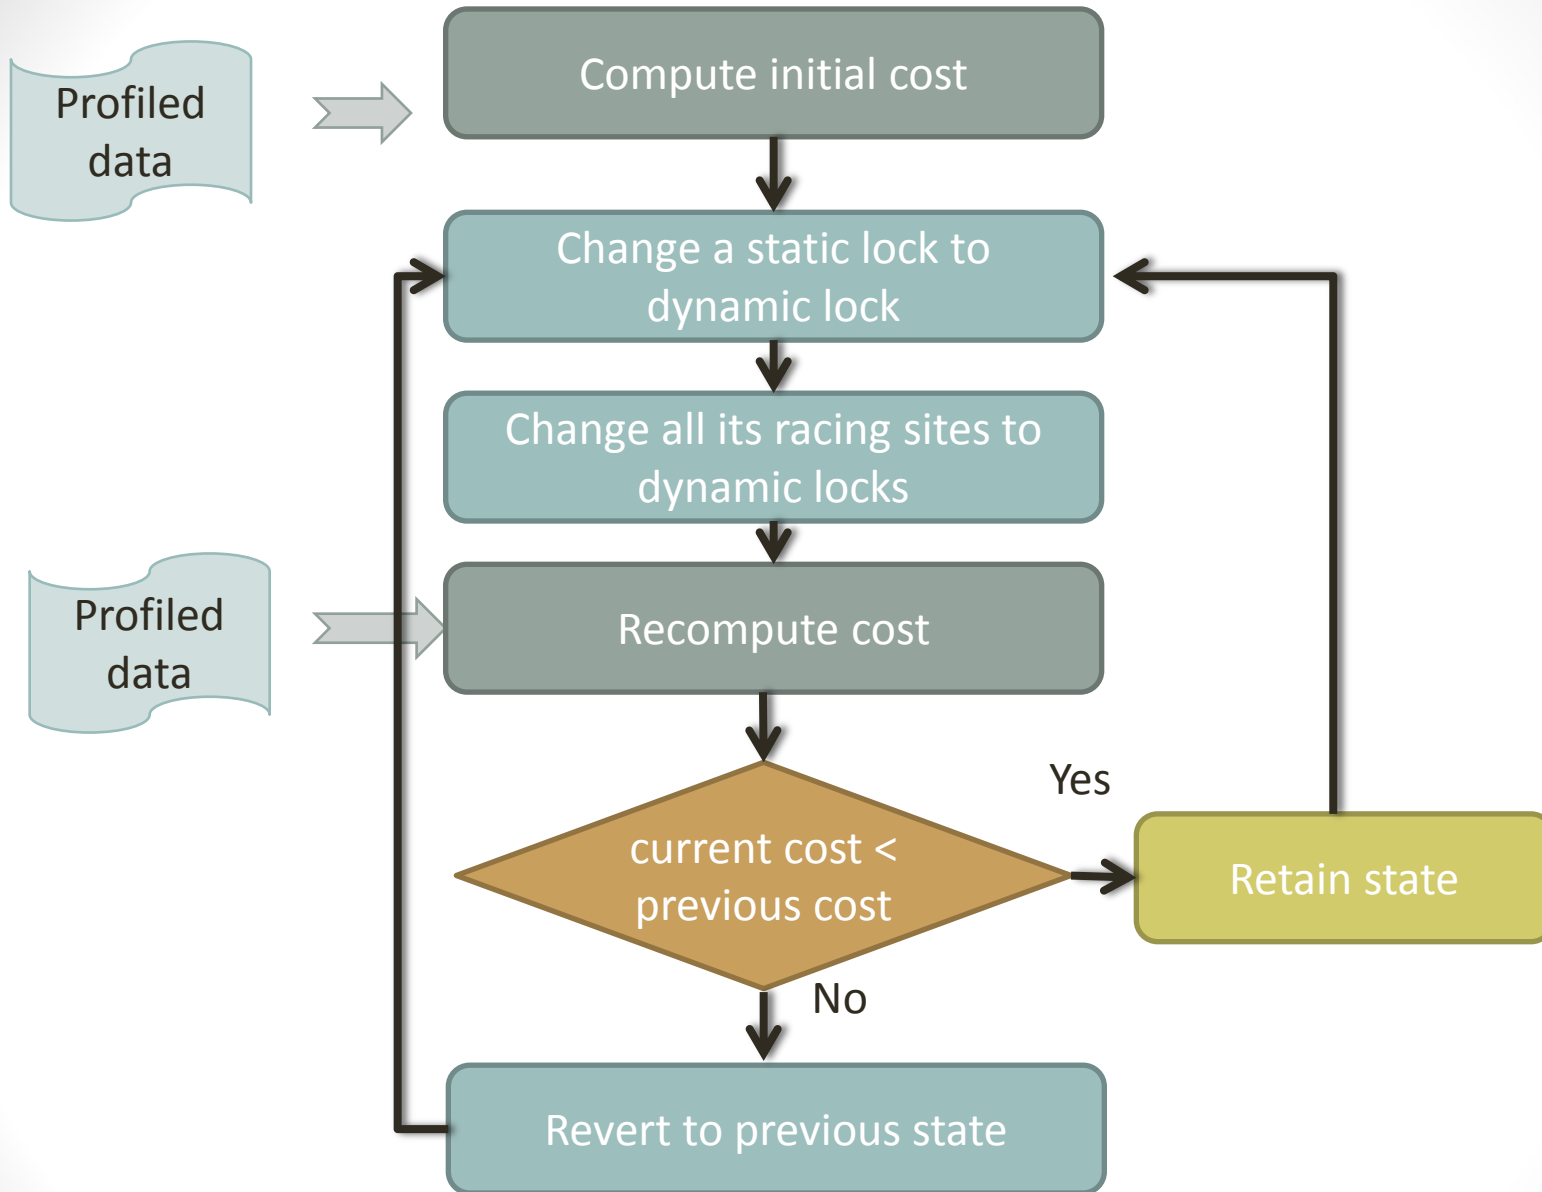 Profiled
data
Compute initial cost
Change a static lock to
dynamic lock
Change all its racing sites to
dynamic locks
Profiled
data
Recompute cost
current cost <
previous cost
Yes
Retain state
No
Revert to previous state